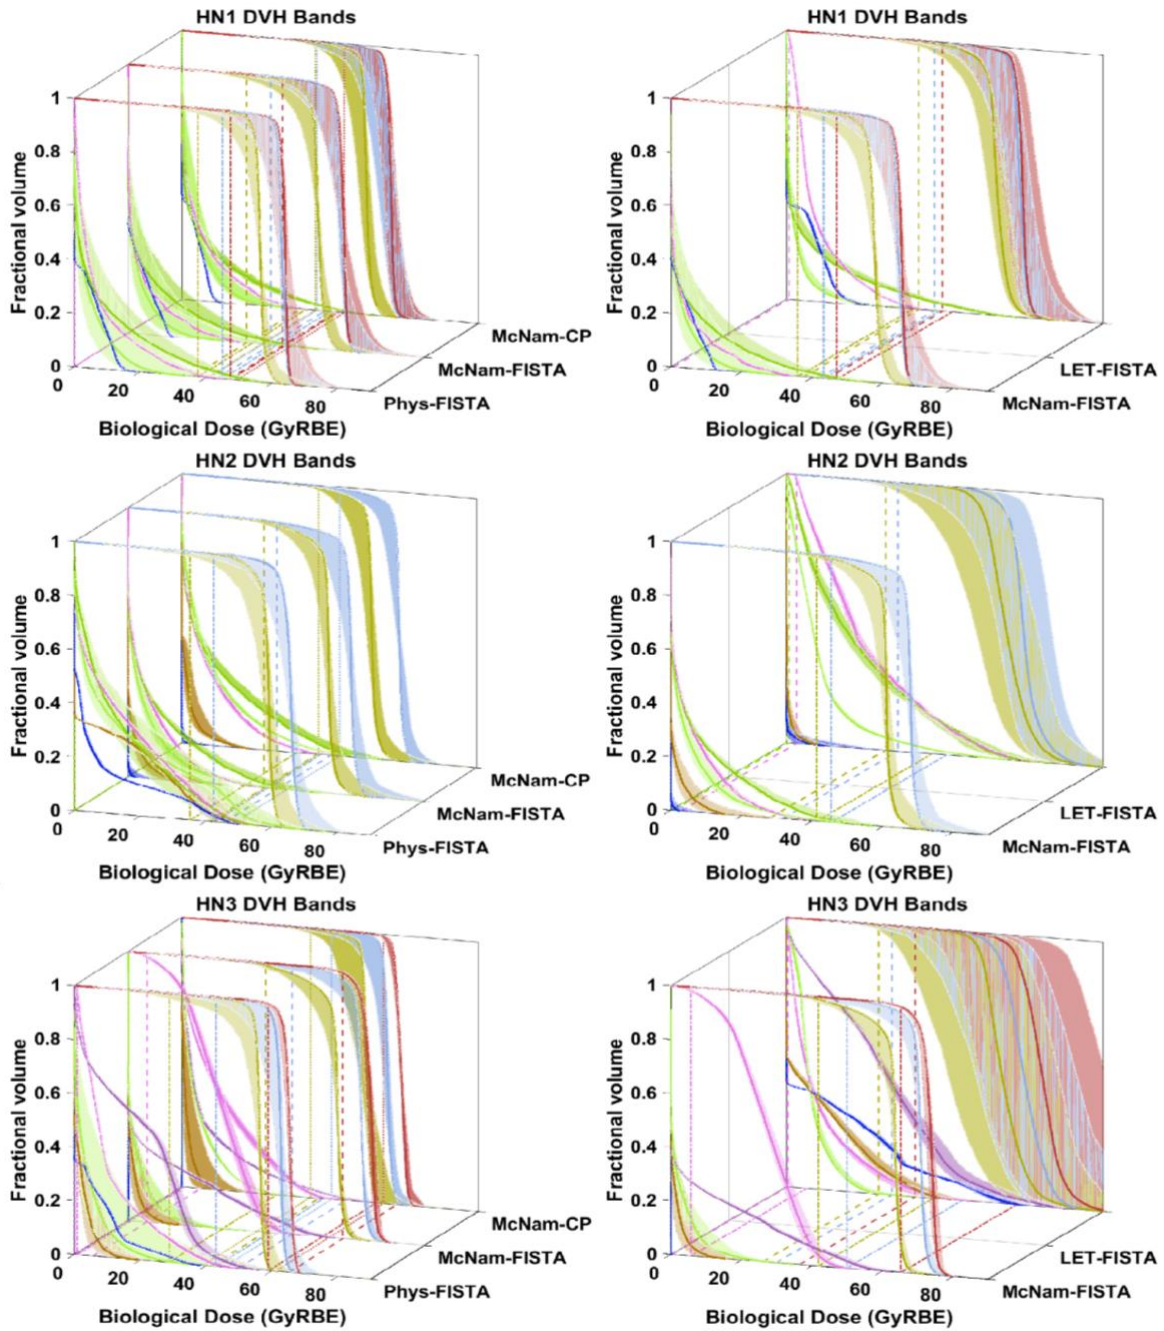 HN1 DVH Bands
1
0.8
0.6
0.4
0.2
0
Fractional volume
0 20 40 60 80
Biological Dose (GyRBE)
McNam-CP
McNam-FISTA
Phys-FISTA
HN1 DVH Bands
1
0.8
0.6
0.4
0.2
0
Fractional volume
0 20 40 60 80
Biological Dose (GyRBE)
LET-FISTA
McNam-FISTA
HN2 DVH Bands
1
0.8
0.6
0.4
0.2
0
Fractional volume
0 20 40 60 80
Biological Dose (GyRBE)
McNam-CP
McNam-FISTA
Phys-FISTA
HN2 DVH Bands
1
0.8
0.6
0.4
0.2
0
Fractional volume
0 20 40 60 80
Biological Dose (GyRBE)
LET-FISTA
McNam-FISTA
HN3 DVH Bands
1
0.8
0.6
0.4
0.2
0
Fractional volume
0 20 40 60 80
Biological Dose (GyRBE)
McNam-CP
McNam-FISTA
Phys-FISTA
HN3 DVH Bands
1
0.8
0.6
0.4
0.2
0
Fractional volume
0 20 40 60 80
Biological Dose (GyRBE)
LET-FISTA
McNam-FISTA